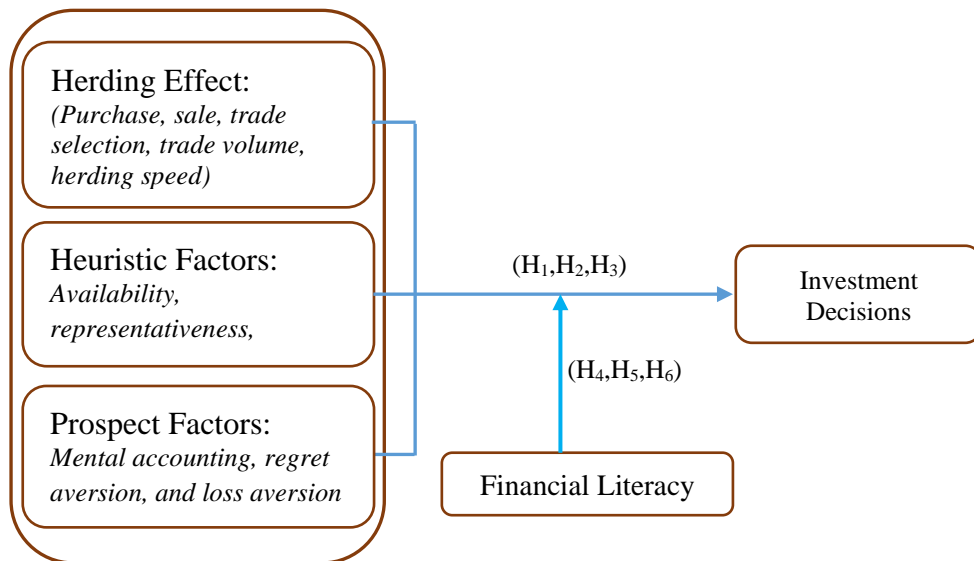 Herding Effect:
(Purchase, sale, trade
selection, trade volume,
herding speed)
Heuristic Factors:
Availability,
representativeness,
Prospect Factors:
Mental accounting, regret
aversion, and loss aversion
(H₁,H₂,H₃)
(H₄,H₅,H₆)
Financial Literacy
Investment
Decisions